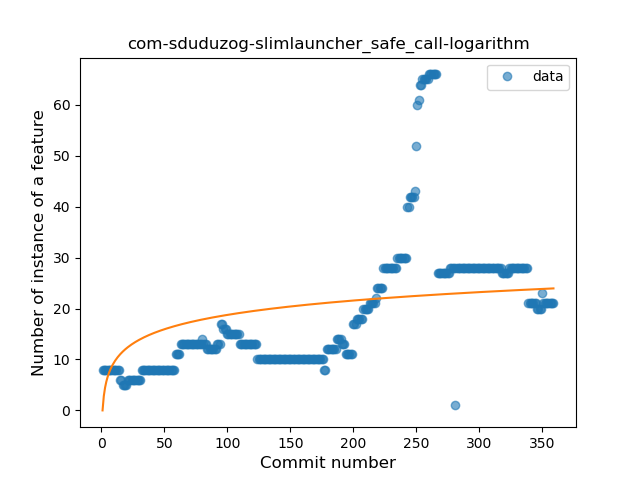 com-sduduzog-slimlauncher_safe_call-logarithm
data
Number of instance of a feature
60
50
40
30
20
10
0
0 50 100 150 200 250 300 350
Commit number